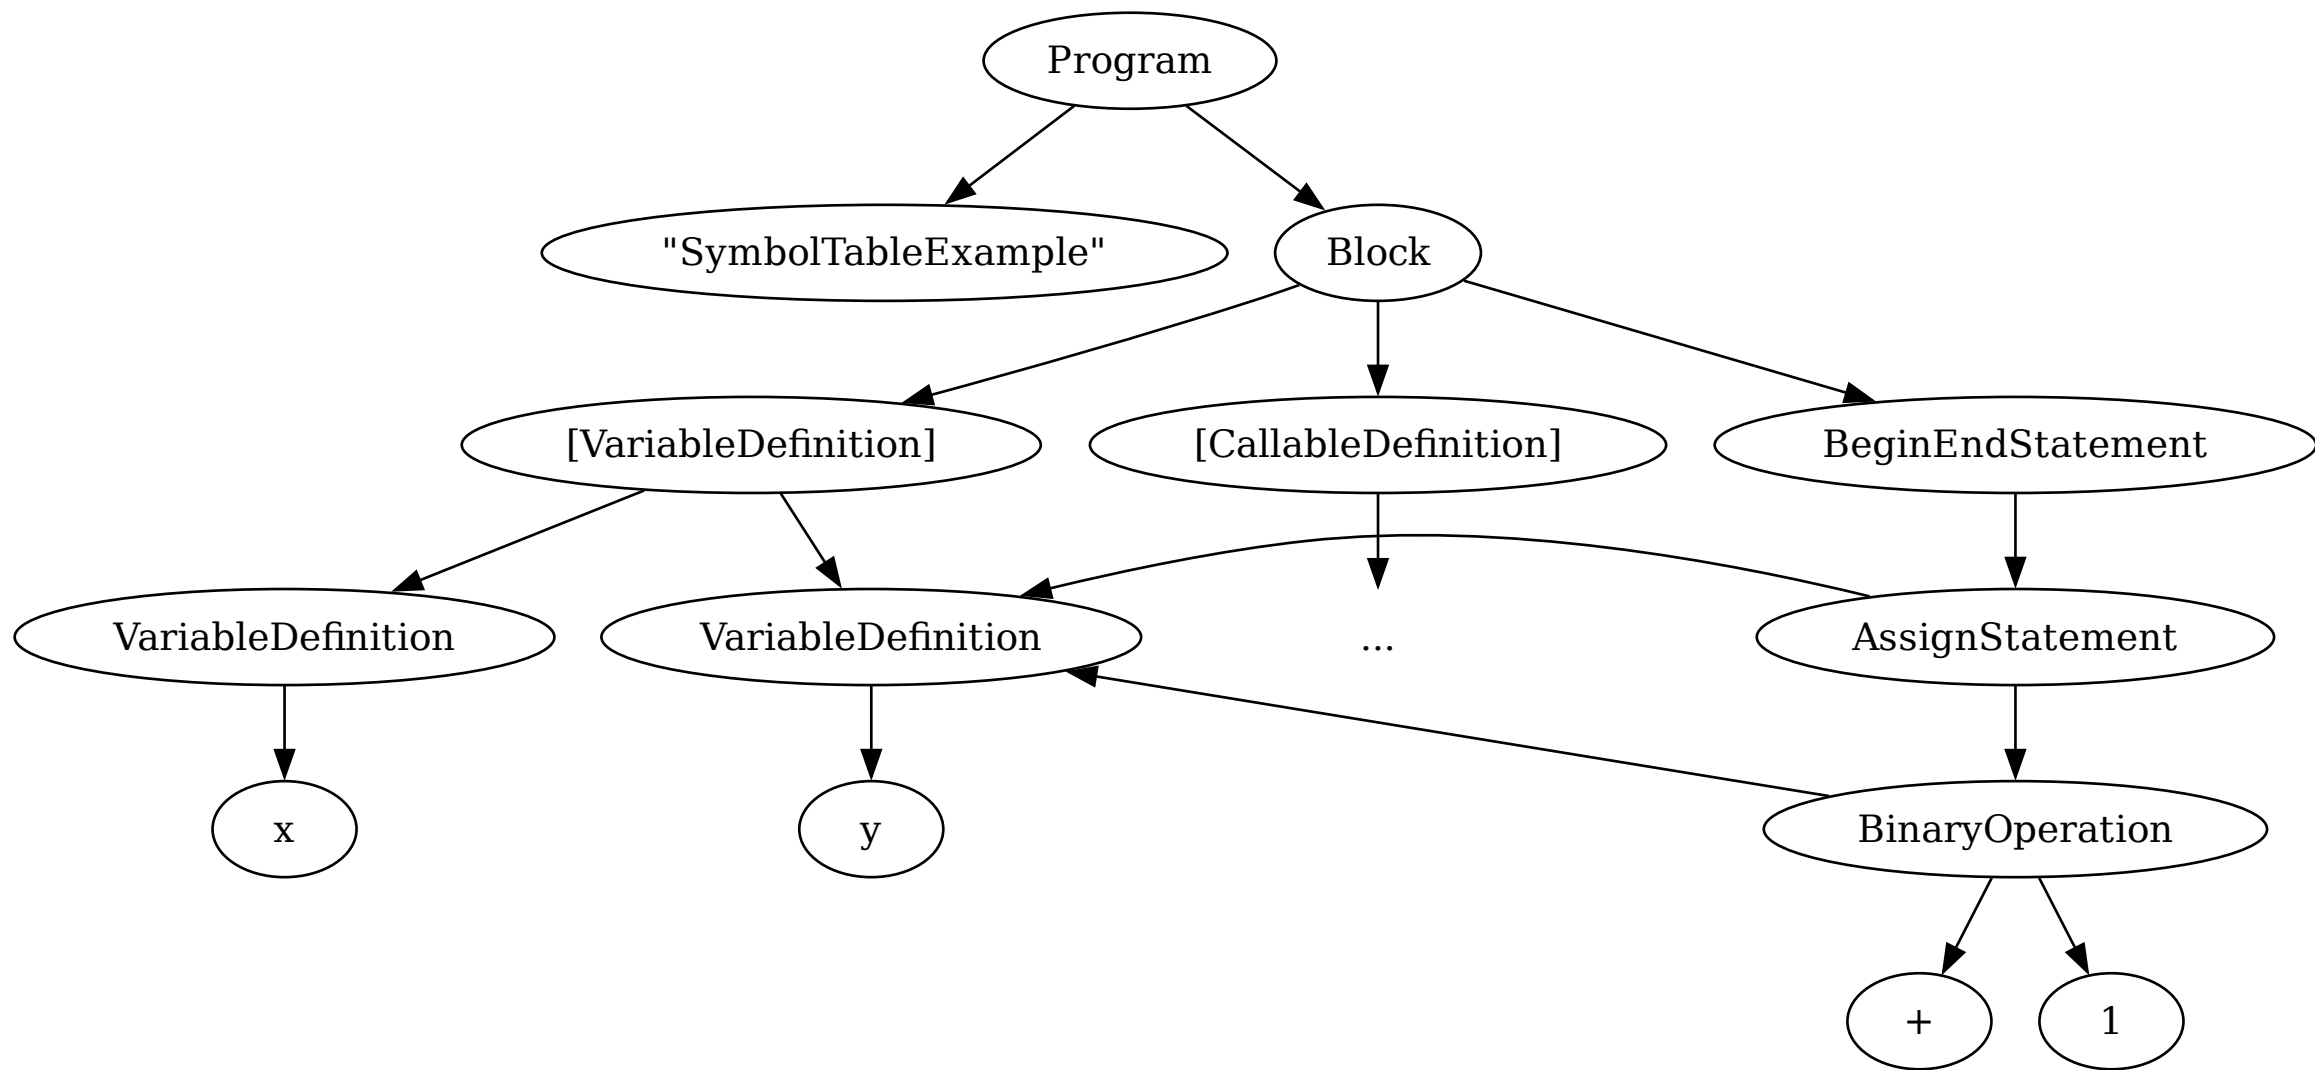 Program
"SymbolTableExample"
Block
[VariableDefinition]
[CallableDefinition]
BeginEndStatement
VariableDefinition
VariableDefinition
...
AssignStatement
x
y
BinaryOperation
+
1